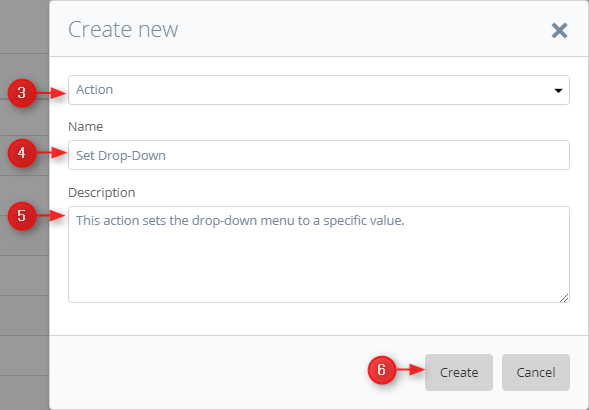 Create new
3
Action
Name
4
Set Drop-Down
Description
5
This action sets the drop-down menu to a specific value.
6
Create
Cancel